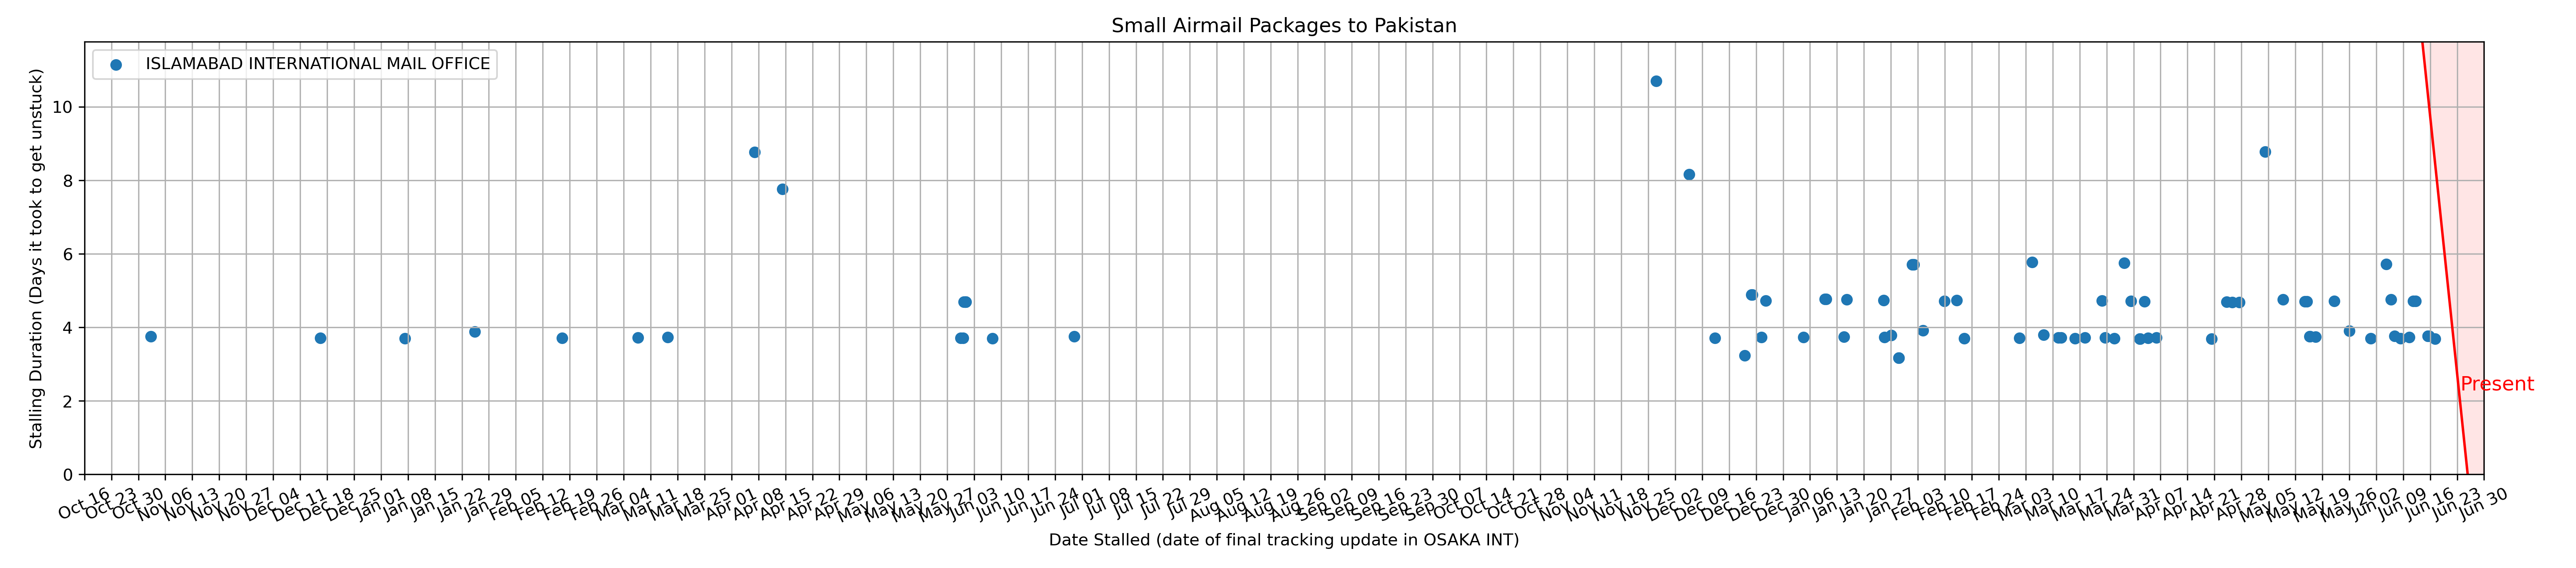 Small Airmail Packages to Pakistan
ISLAMABAD INTERNATIONAL MAIL OFFICE
Stalling Duration (Days it took to get unstuck)
10
8
6
4
2
0
Present
Oct 16
Oct 23
Oct 30
Nov 06
Nov 13
Nov 20
Nov 27
Dec 04
Dec 11
Dec 18
Dec 25
Jan 01
Jan 08
Jan 15
Jan 22
Jan 29
Feb 05
Feb 12
Feb 19
Feb 26
Mar 04
Mar 11
Mar 18
Mar 25
Apr 01
Apr 08
Apr 15
Apr 22
Apr 29
May 06
May 13
May 20
May 27
Jun 03
Jun 10
Jun 17
Jun 24
Jul 01
Jul 08
Jul 15
Jul 22
Jul 29
Aug 05
Aug 12
Aug 19
Aug 26
Sep 02
Sep 09
Sep 16
Sep 23
Sep 30
Oct 07
Oct 14
Oct 21
Oct 28
Nov 04
Nov 11
Nov 18
Nov 25
Dec 02
Dec 09
Dec 16
Dec 23
Dec 30
Jan 06
Jan 13
Jan 20
Jan 27
Feb 03
Feb 10
Feb 17
Feb 24
Mar 03
Mar 10
Mar 17
Mar 24
Mar 31
Apr 07
Apr 14
Apr 21
Apr 28
May 05
May 12
May 19
May 26
Jun 02
Jun 09
Jun 16
Jun 23
Jun 30
Date Stalled (date of final tracking update in OSAKA INT)